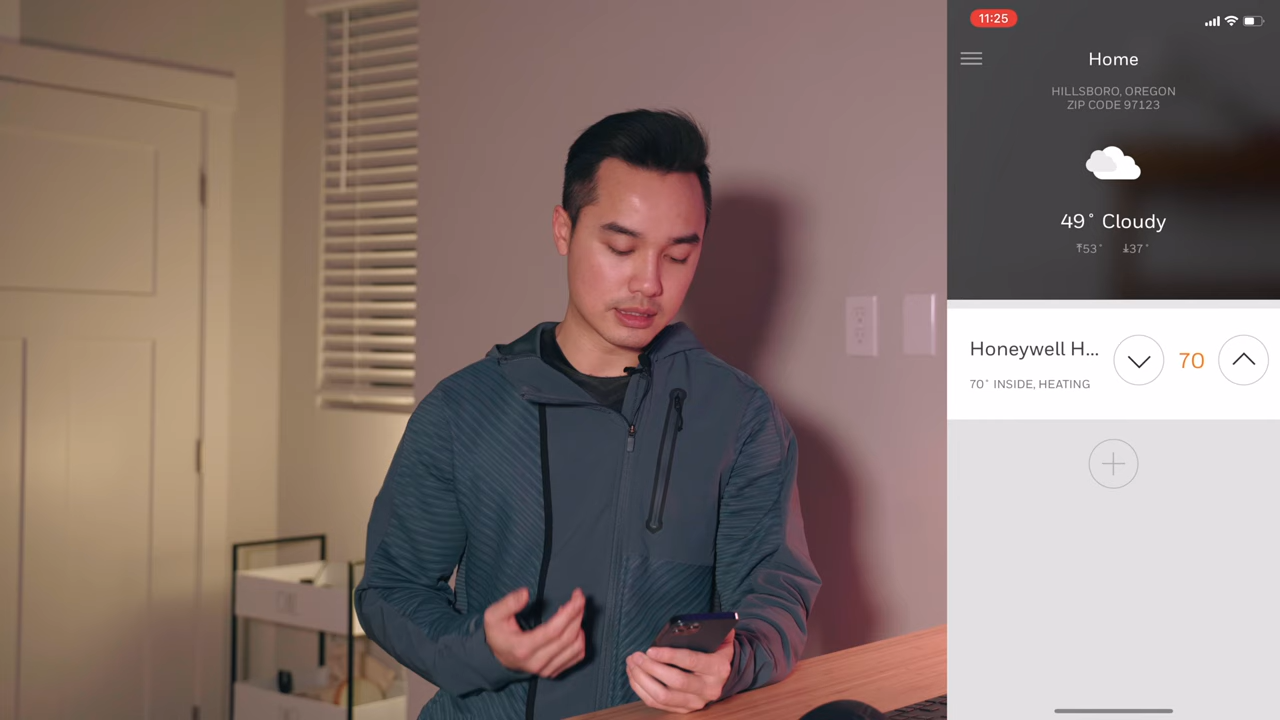 11:25
Home
HILLSBORO, OREGON
ZIP CODE 97123
49° Cloudy
53° 37°
Honeywell H...
70
70° INSIDE, HEATING